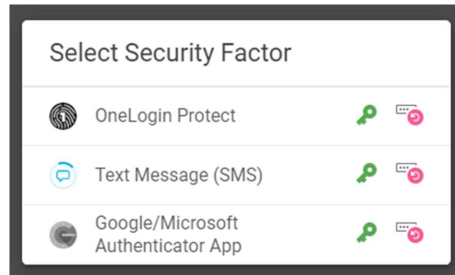 Select Security Factor
OneLogin Protect
Text Message (SMS)
Google/Microsoft
Authenticator App